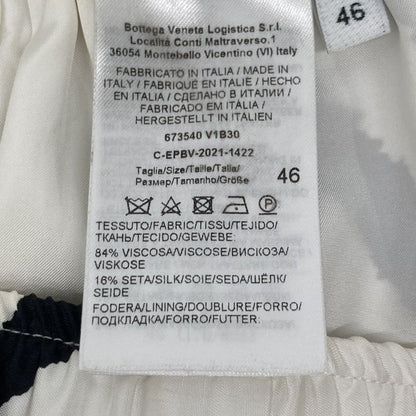 Bottega Veneta Logistica S.r.l.
Località Conti Maltraverso.1
36054 Montebello Vicentino (VI) Italy
FABBRICATO IN ITALIA / MADE IN
ITALY / FABRIQUÉ EN ITALIE / HECHO
EN ITALIA / СДЕЛАНО В ИТАЛИИ /
FABRICADO EM ITÁLIA /
HERGESTELLT IN ITALIEN
673540 V1B30
C-EPBV-2021-1422
Taglia/Size/Taille/Talla/
Размер/Tamanho/Größe
46
TESSUTO/FABRIC/TISSU/TEJIDO/
ТКАНЬ/TECIDO/GEWEBE:
84% VISCOSA/VISCOSE/ВИСКОЗА/
VISKOSE
16% SETA/SILK/SOIE/SEDA/ШЁЛК/
SEIDE
FODERA/LINING/DOUBLURE/FORRO/
ПОДКЛАДКА/FORRO/FUTTER:
46